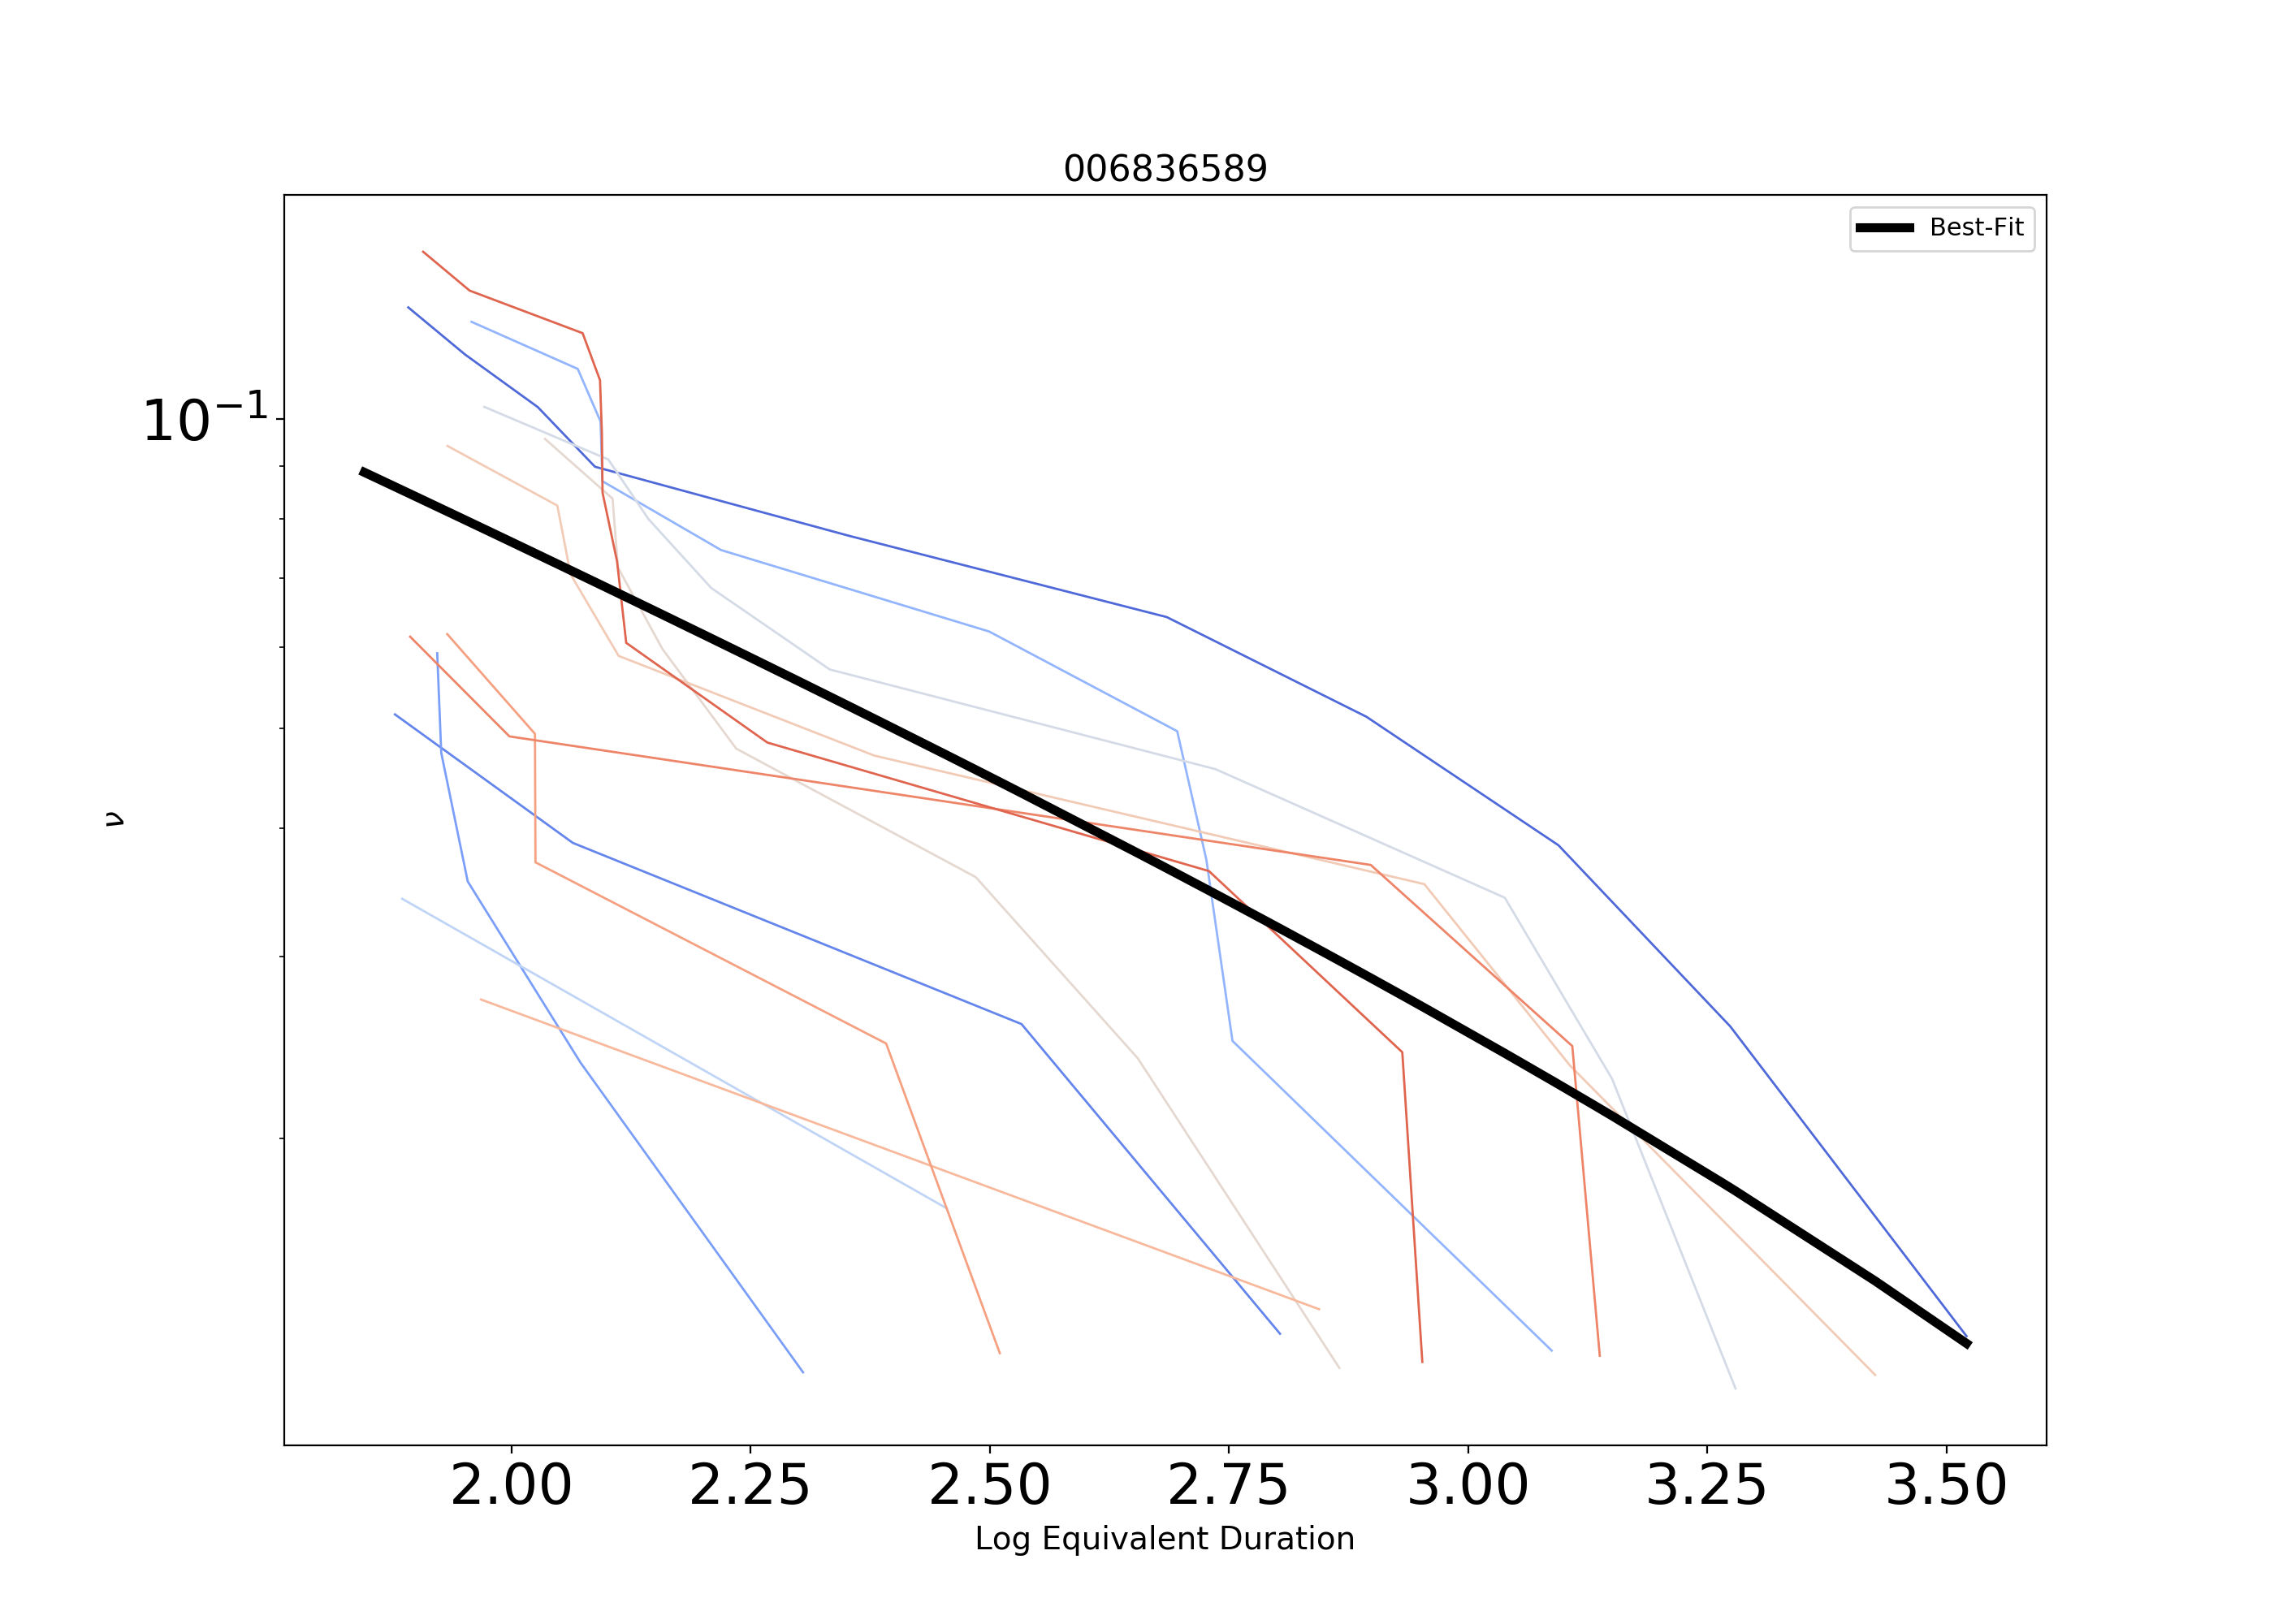 006836589
Best-Fit
10⁻¹
ν
2.00 2.25 2.50 2.75 3.00 3.25 3.50
Log Equivalent Duration